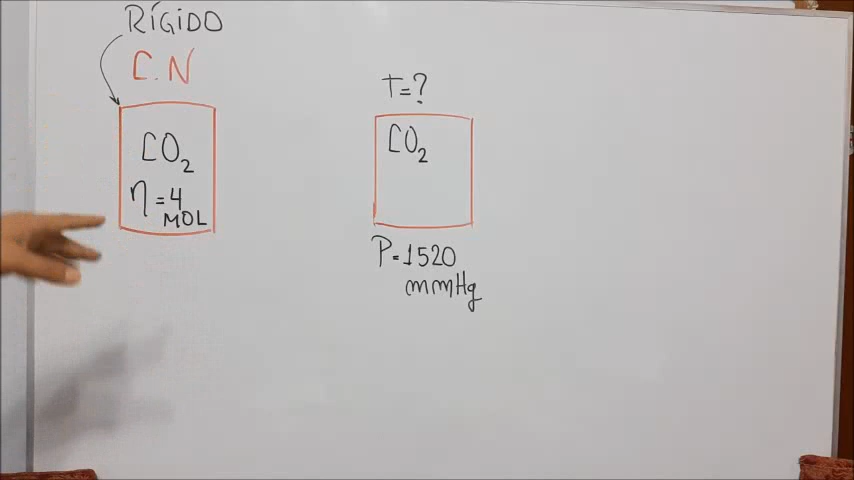 RÍGIDO
C.N
CO2
η=4
MOL
T=?
CO2
P=1520
mmHg